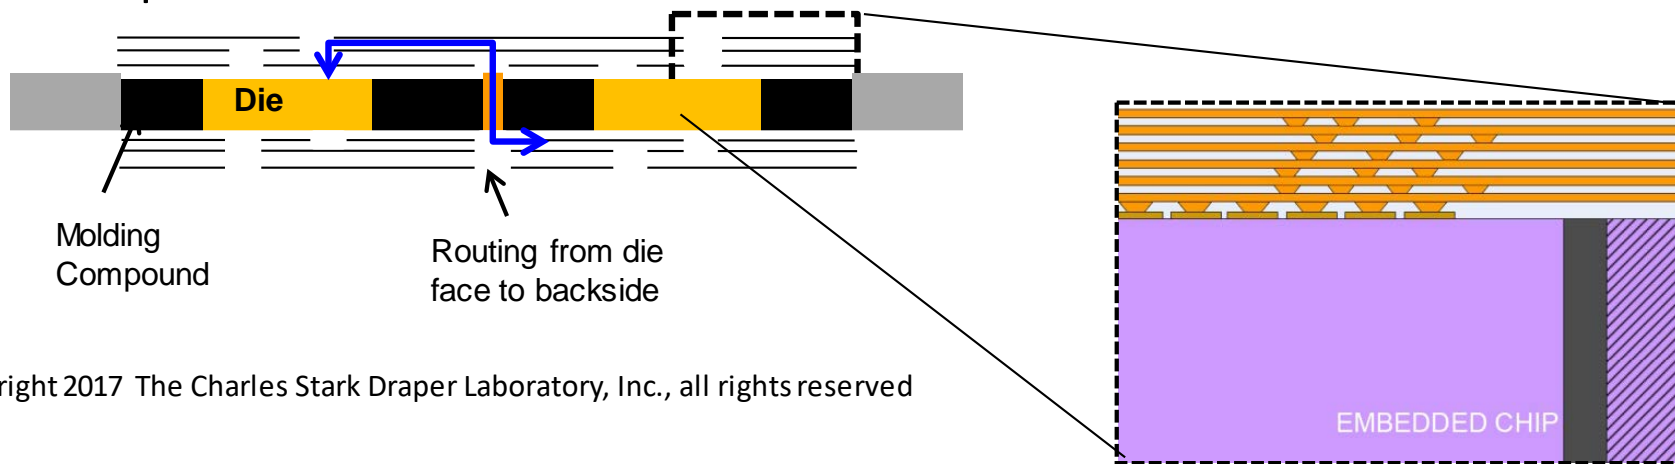 Die
Molding
Compound
Routing from die
face to backside
right 2017 The Charles Stark Draper Laboratory, Inc., all rights reserved
EMBEDDED CHIP